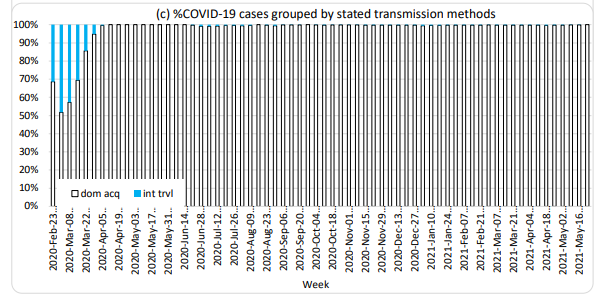 (c) %COVID-19 cases grouped by stated transmission methods
100%
90%
80%
70%
60%
50%
40%
30%
20%
10%
0%
dom acq int trvl
2020-Feb-23...
2020-Mar-08...
2020-Mar-22...
2020-Apr-05...
2020-Apr-19...
2020-May-03...
2020-May-17...
2020-May-31...
2020-Jun-14...
2020-Jun-28...
2020-Jul-12...
2020-Jul-26...
2020-Aug-09...
2020-Aug-23...
2020-Sep-06...
2020-Sep-20...
2020-Oct-04...
2020-Oct-18...
2020-Nov-01...
2020-Nov-15...
2020-Nov-29...
2020-Dec-13...
2020-Dec-27...
2021-Jan-10...
2021-Jan-24...
2021-Feb-07...
2021-Feb-21...
2021-Mar-07...
2021-Mar-21...
2021-Apr-04...
2021-Apr-18...
2021-May-02...
2021-May-16...
Week